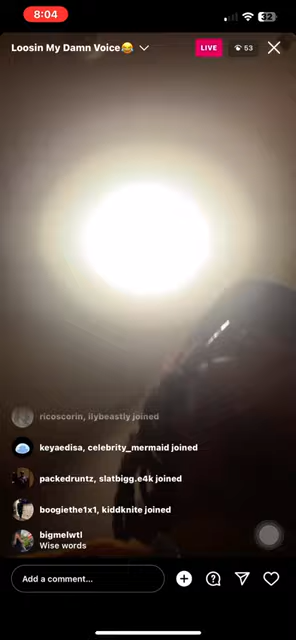 8:04
32
Loosin My Damn Voice😂
LIVE
53
ricoscorin, ilybeastly joined
keyaedisa, celebrity_mermaid joined
packedruntz, slatbigg.e4k joined
boogiethe1x1, kiddknite joined
bigmelwtl
Wise words
Add a comment...